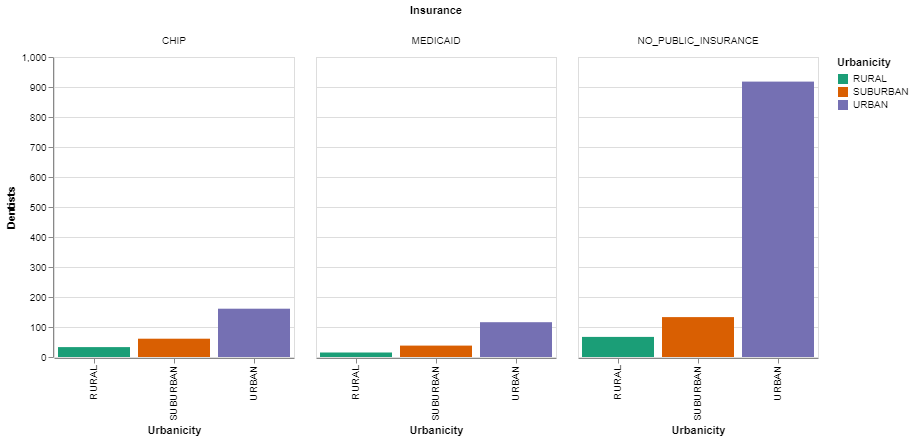 Insurance
CHIP
MEDICAID
NO_PUBLIC_INSURANCE
Dentists
1,000
900
800
700
600
500
400
300
200
100
0
RURAL
SUBURBAN
URBAN
RURAL
SUBURBAN
URBAN
RURAL
SUBURBAN
URBAN
Urbanicity
Urbanicity
Urbanicity
Urbanicity
RURAL
SUBURBAN
URBAN